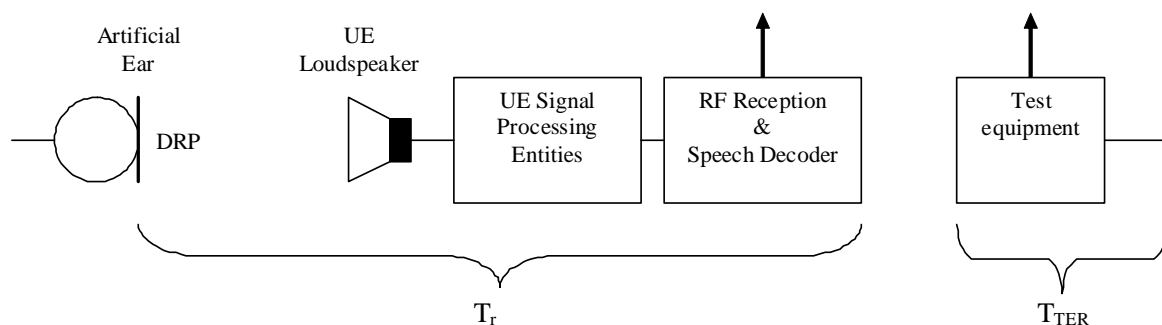 Artificial
Ear
UE
Loudspeaker
DRP
UE Signal
Processing
Entities
RF Reception
&
Speech Decoder
Test
equipment
Tr
TTER